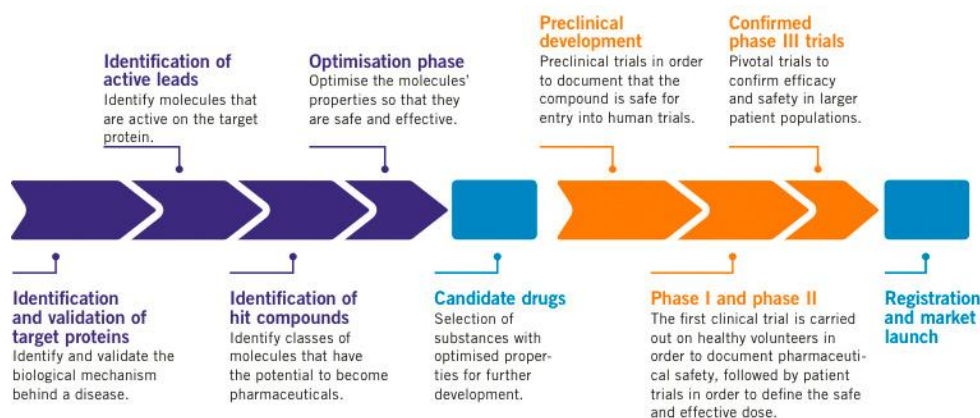 Identification of
active leads
Identify molecules that
are active on the target
protein.
Optimisation phase
Optimise the molecules'
properties so that they
are safe and effective.
Preclinical
development
Preclinical trials in order
to document that the
compound is safe for
entry into human trials.
Confirmed
phase III trials
Pivotal trials to
confirm efficacy
and safety in larger
patient populations.
Identification
and validation of
target proteins
Identify and validate the
biological mechanism
behind a disease.
Identification of
hit compounds
Identify classes of
molecules that have
the potential to become
pharmaceuticals.
Candidate drugs
Selection of
substances with
optimised proper-
ties for further
development.
Phase I and phase II
The first clinical trial is carried
out on healthy volunteers in
order to document pharmaceuti-
cal safety, followed by patient
trials in order to define the safe
and effective dose.
Registration
and market
launch